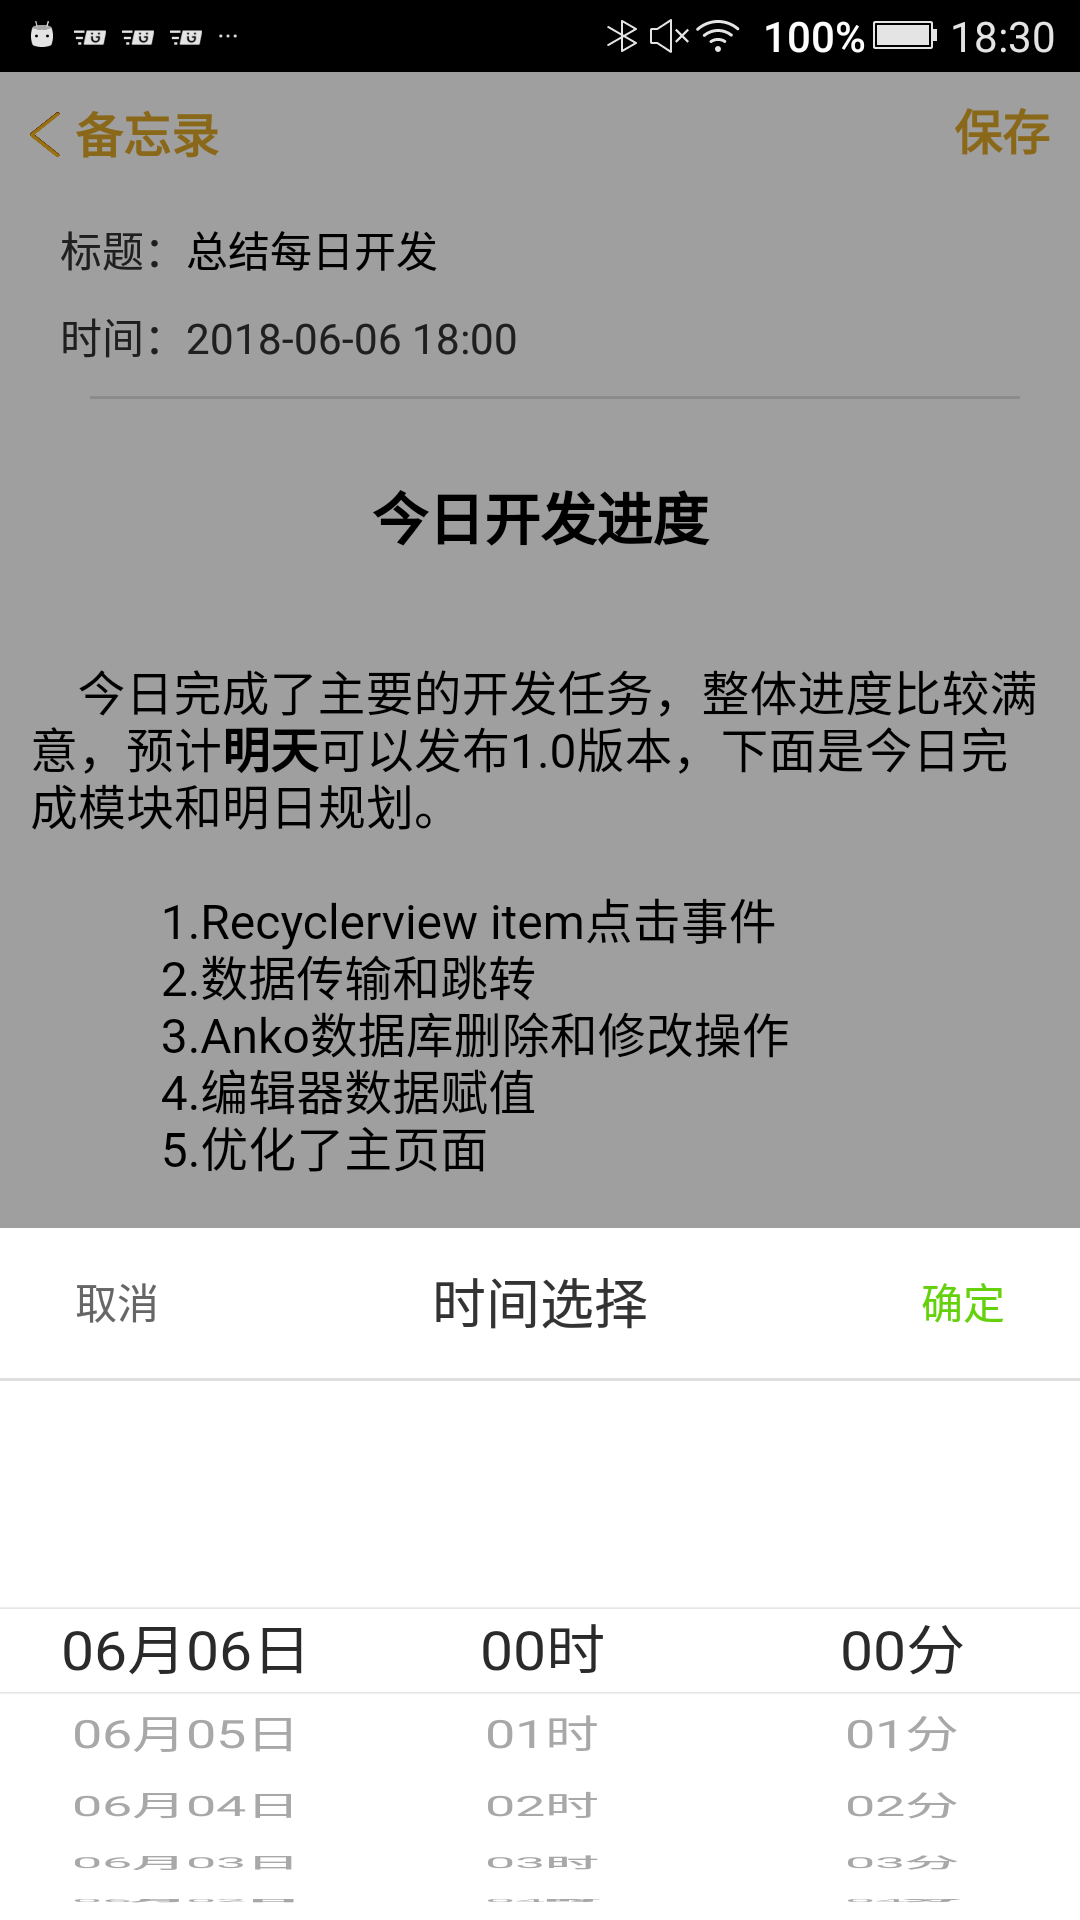 100% 18:30
备忘录 保存
标题：总结每日开发
时间：2018-06-06 18:00
今日开发进度
今日完成了主要的开发任务，整体进度比较满
意，预计明天可以发布1.0版本，下面是今日完
成模块和明日规划。
1.Recyclerview item点击事件
2.数据传输和跳转
3.Anko数据库删除和修改操作
4.编辑器数据赋值
5.优化了主页面
取消 时间选择 确定
06月06日 00时 00分
06月05日 01时 01分
06月04日 02时 02分
06月03日 03时 03分